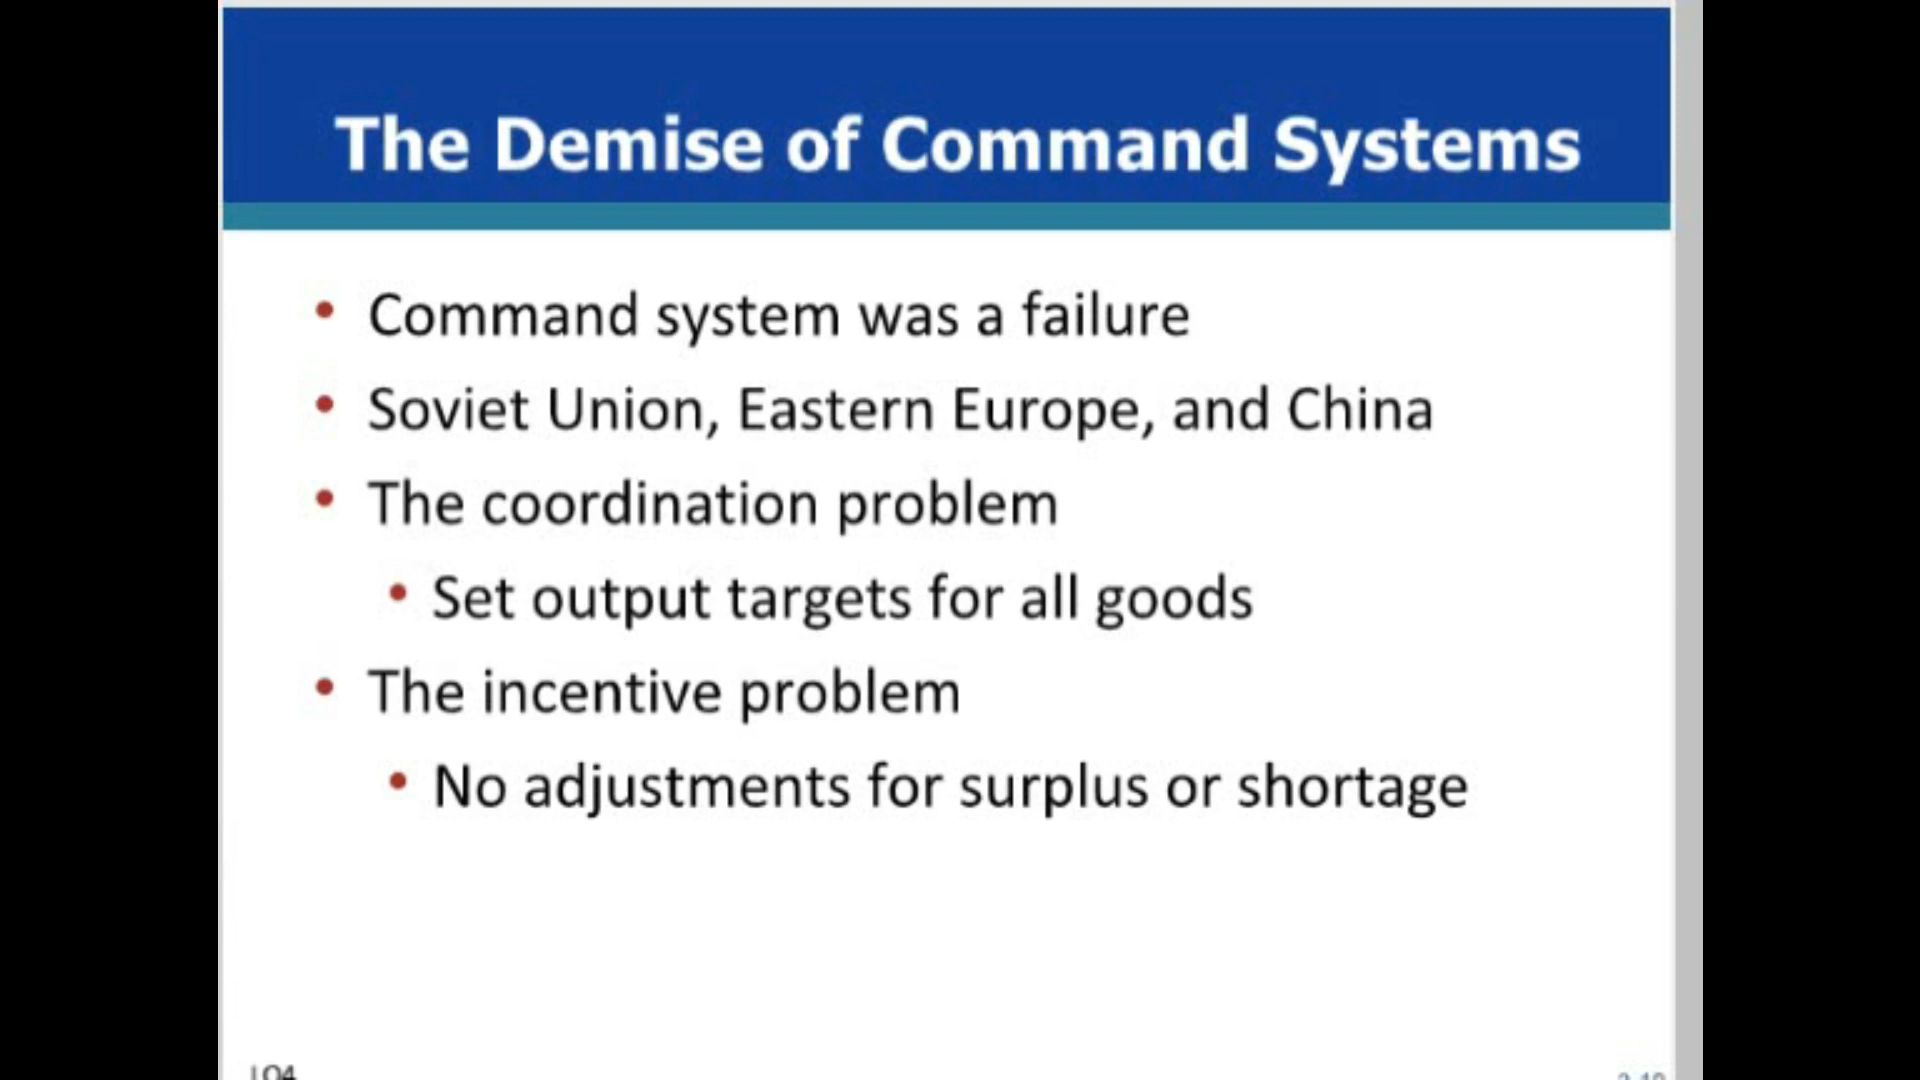 The Demise of Command Systems
Command system was a failure
Soviet Union, Eastern Europe, and China
The coordination problem
Set output targets for all goods
The incentive problem
No adjustments for surplus or shortage
LO4